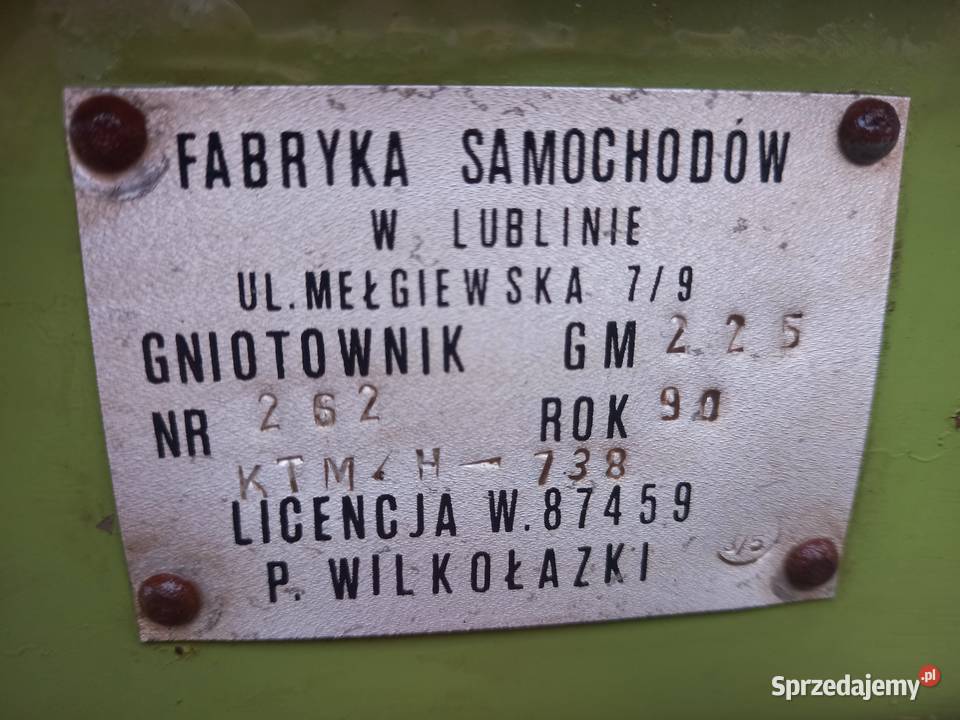 FABRYKA SAMOCHODÓW
W LUBLINIE
UL. MEŁGIEWSKA 7/9
GNIOTOWNIK GM 225
NR 262 ROK 90
KTM-H-738
LICENCJA W.87459
P. WILKOŁAZKI
Sprzedajemy.pl